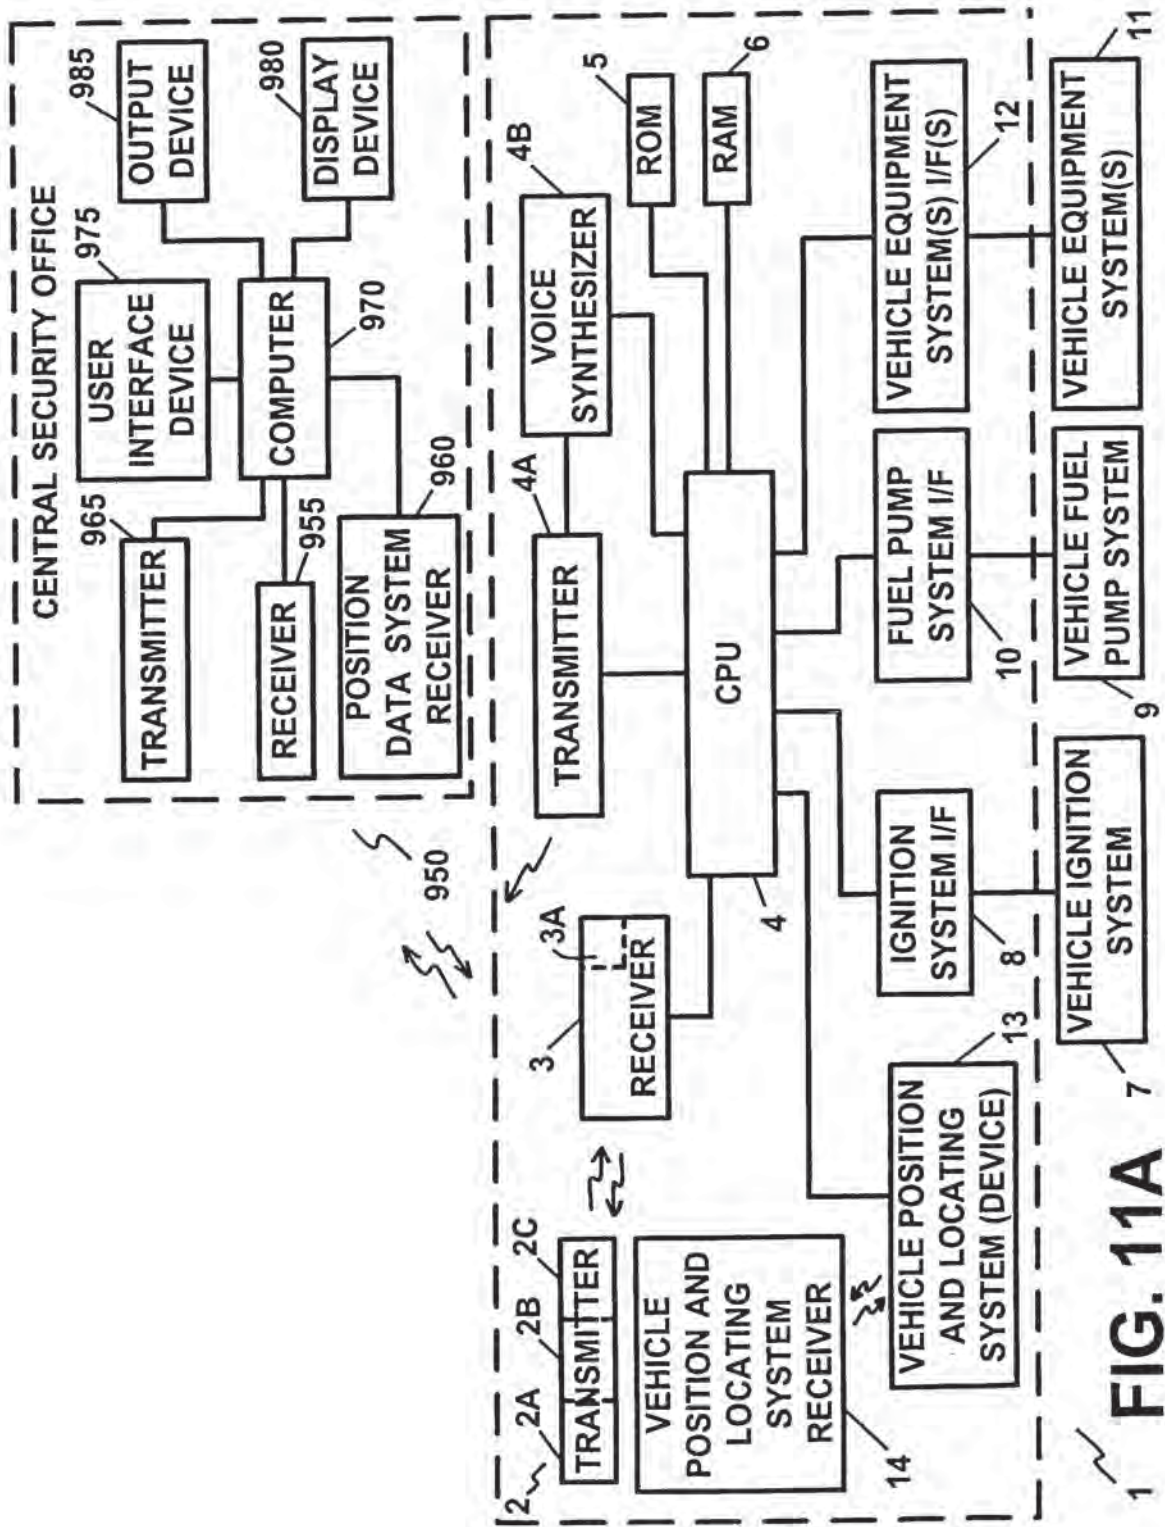 CENTRAL SECURITY OFFICE
965
TRANSMITTER
975
USER
INTERFACE
DEVICE
985
OUTPUT
DEVICE
RECEIVER
955
COMPUTER
970
980
DISPLAY
DEVICE
POSITION
DATA SYSTEM
RECEIVER
960
950
2
2A
2B
2C
TRANSMITTER
3
3A
RECEIVER
4A
TRANSMITTER
4B
VOICE
SYNTHESIZER
5
ROM
6
RAM
VEHICLE
POSITION AND
LOCATING
SYSTEM
RECEIVER
14
CPU
4
VEHICLE POSITION
AND LOCATING
SYSTEM (DEVICE)
13
IGNITION
SYSTEM I/F
8
FUEL PUMP
SYSTEM I/F
10
VEHICLE EQUIPMENT
SYSTEM(S) I/F(S)
12
VEHICLE IGNITION
SYSTEM
7
VEHICLE FUEL
PUMP SYSTEM
9
VEHICLE EQUIPMENT
SYSTEM(S)
11
1
FIG. 11A